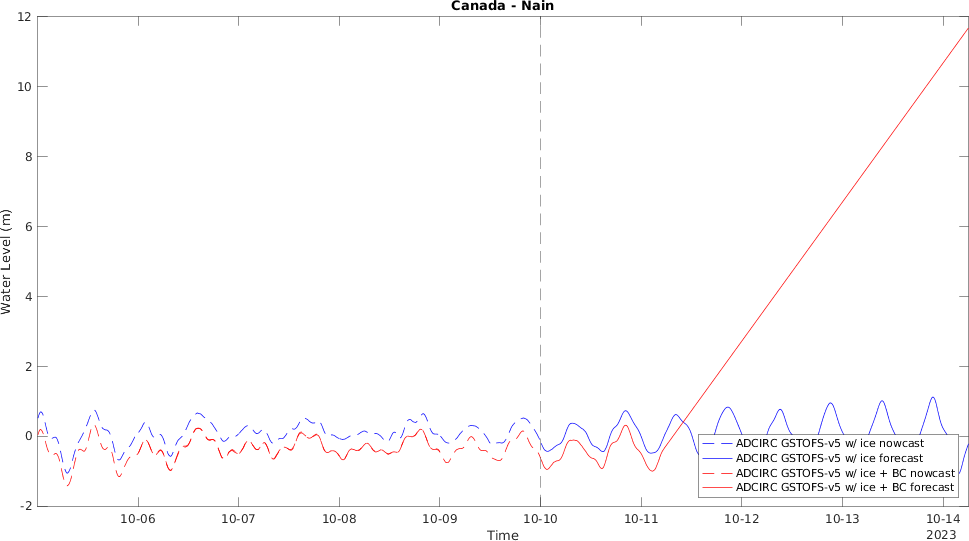 Canada - Nain
12
10
8
6
4
2
0
-2
Water Level (m)
ADCIRC GSTOFS-v5 w/ ice nowcast
ADCIRC GSTOFS-v5 w/ ice forecast
ADCIRC GSTOFS-v5 w/ ice + BC nowcast
ADCIRC GSTOFS-v5 w/ ice + BC forecast
10-06 10-07 10-08 10-09 10-10 10-11 10-12 10-13 10-14
Time
2023